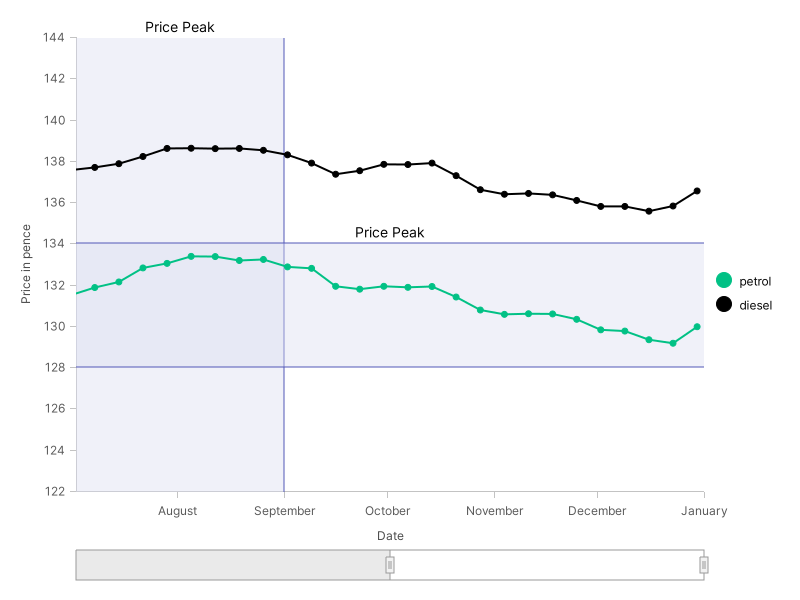 Price Peak
144
142
140
138
136
134
132
130
128
126
124
122
Price in pence
Price Peak
petrol
diesel
August September October November December January
Date